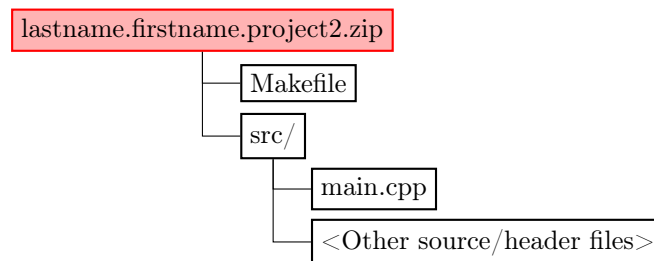 lastname.firstname.project2.zip
Makefile
src/
main.cpp
<Other source/header files>